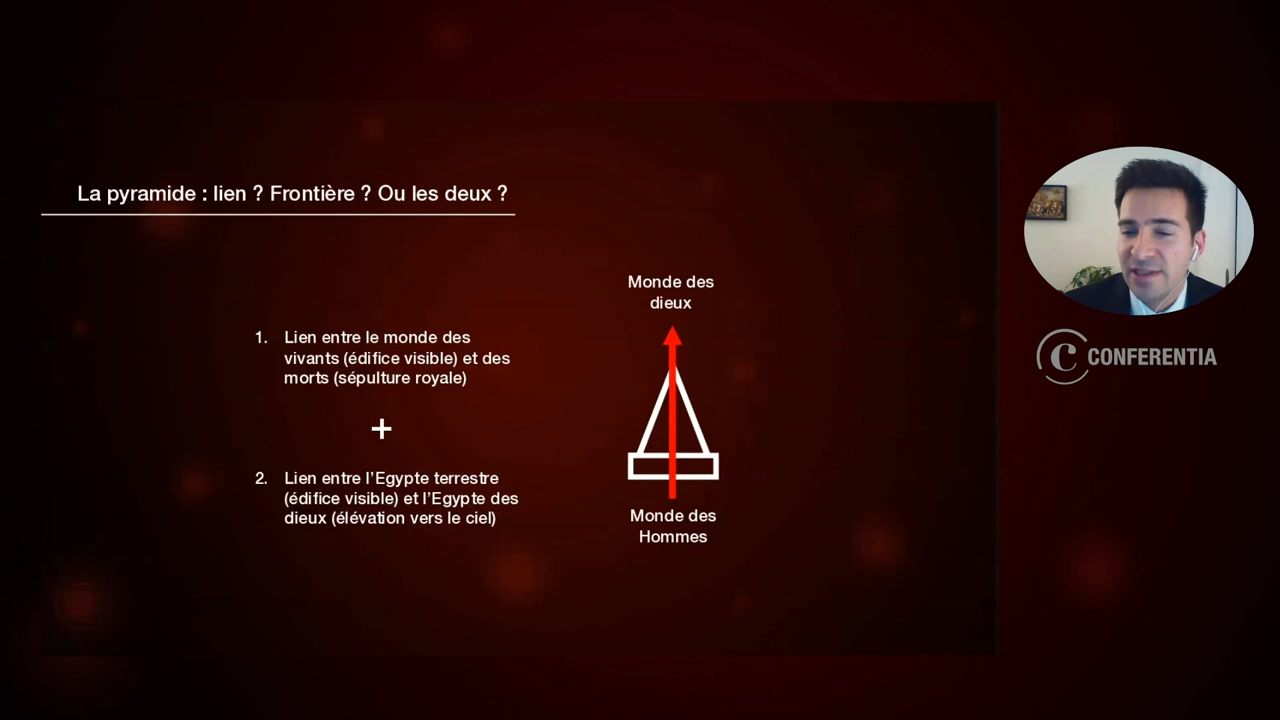 La pyramide : lien ? Frontière ? Ou les deux ?
1. Lien entre le monde des
vivants (édifice visible) et des
morts (sépulture royale)
+
2. Lien entre l'Egypte terrestre
(édifice visible) et l'Egypte des
dieux (élévation vers le ciel)
Monde des
dieux
Monde des
Hommes
C CONFERENTIA